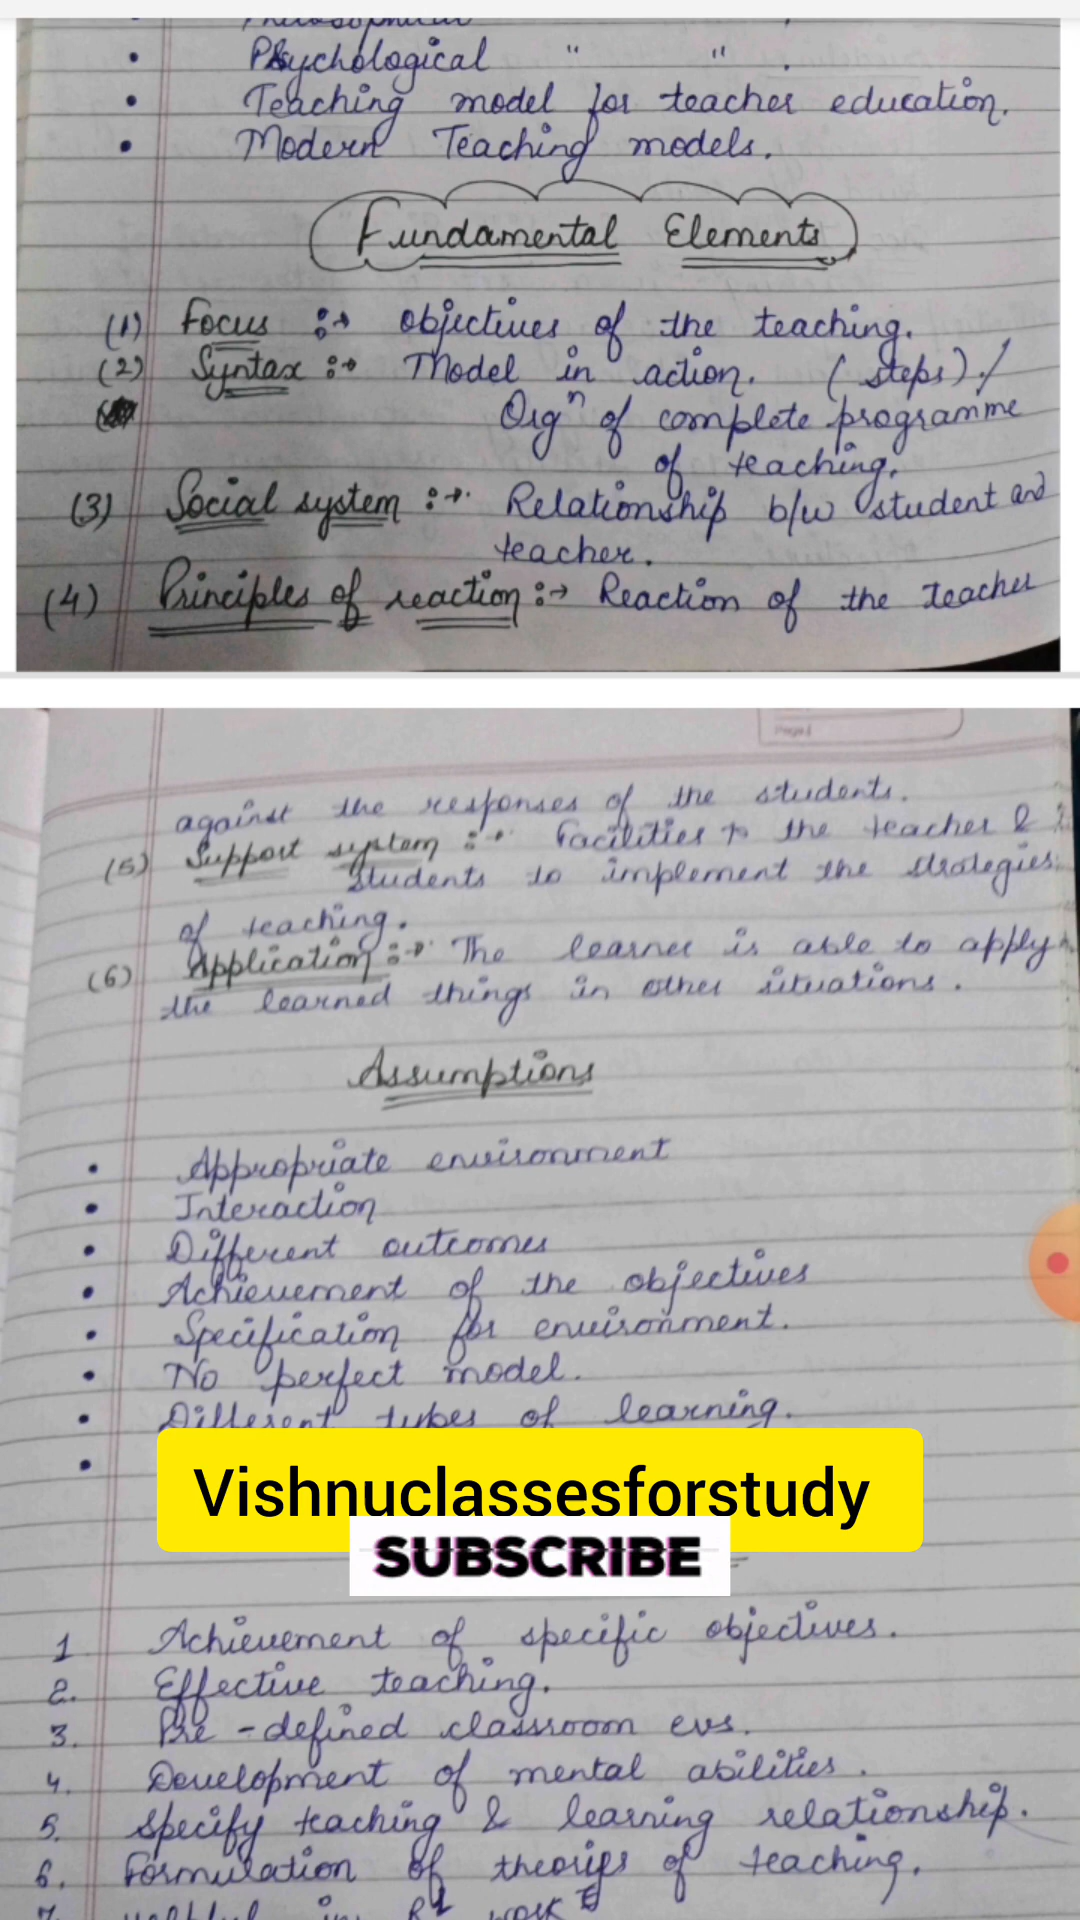 Philosophical
• Psychological " " .
• Teaching model for teacher education.
• Modern Teaching models.
Fundamental Elements
(1) Focus :→ objectives of the teaching.
(2) Syntax :→ Model in action. (steps)./
Orgⁿ of complete programme
of teaching.
(3) Social system :→ Relationship b/w student and
teacher.
(4) Principles of reaction :→ Reaction of the teacher
Page
against the responses of the students.
(5) Support system :→ Facilities to the teacher &
students to implement the strategies
of teaching.
(6) Application :→ The learner is able to apply
the learned things in other situations.
Assumptions
• Appropriate environment
• Interaction
• Different outcomes
• Achievement of the objectives
• Specification for environment.
• No perfect model.
• Different types of learning.
•
Vishnuclassesforstudy
SUBSCRIBE
1 Achievement of specific objectives.
2. Effective teaching.
3. Pre-defined classroom evs.
4. Development of mental abilities.
5. Specify teaching & learning relationship.
6. Formulation of theories of teaching.
7. in work